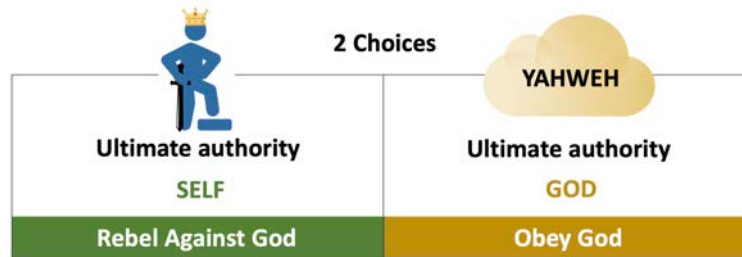 2 Choices
YAHWEH
Ultimate authority
SELF
Rebel Against God
Ultimate authority
GOD
Obey God